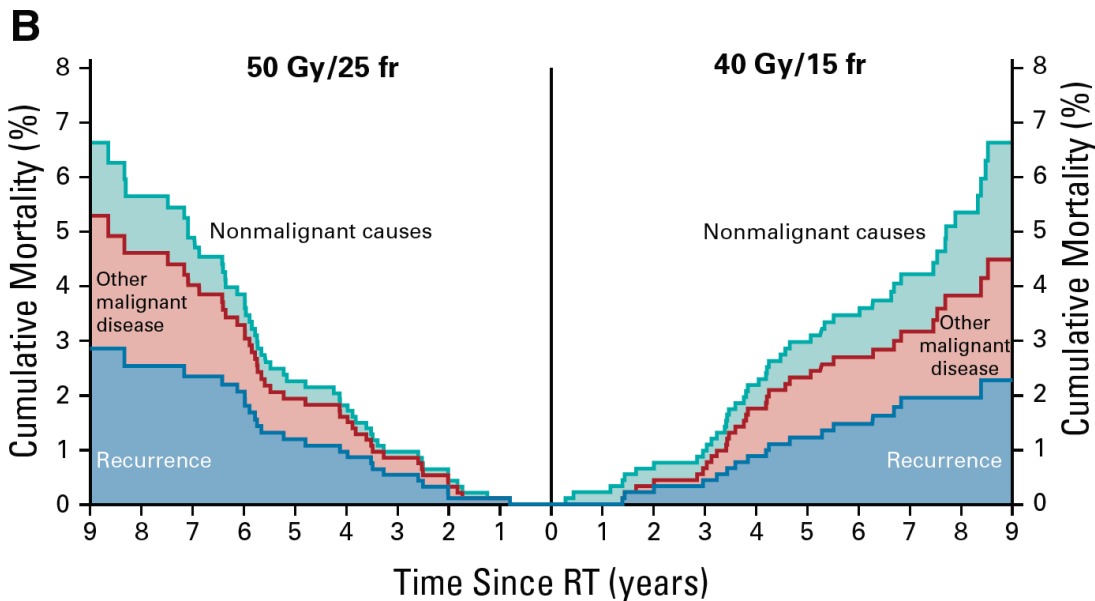 B
50 Gy/25 fr
40 Gy/15 fr
Cumulative Mortality (%)
8
7
6
5
4
3
2
1
0
Nonmalignant causes
Other
malignant
disease
Recurrence
Nonmalignant causes
Other
malignant
disease
Recurrence
8
7
6
5
4
3
2
1
0
Cumulative Mortality (%)
9 8 7 6 5 4 3 2 1 0 1 2 3 4 5 6 7 8 9
Time Since RT (years)